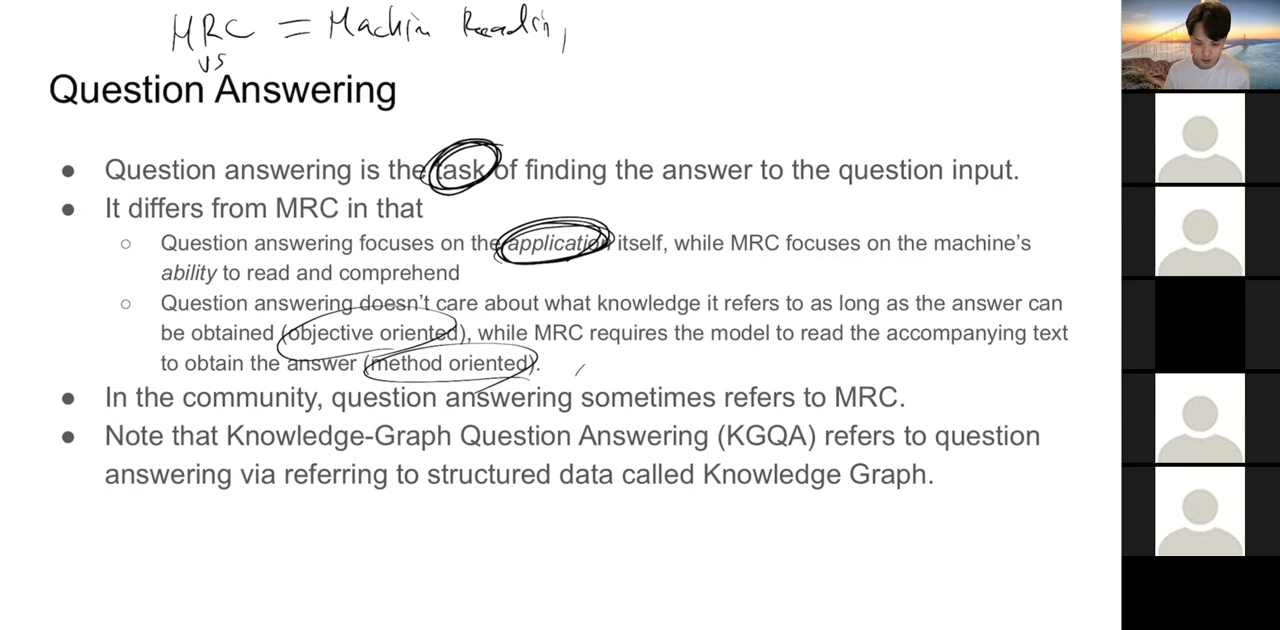 MRC = Machin Readin,
vs
Question Answering
● Question answering is the task of finding the answer to the question input.
● It differs from MRC in that
○ Question answering focuses on the application itself, while MRC focuses on the machine's
ability to read and comprehend
○ Question answering doesn't care about what knowledge it refers to as long as the answer can
be obtained (objective oriented), while MRC requires the model to read the accompanying text
to obtain the answer (method oriented).
● In the community, question answering sometimes refers to MRC.
● Note that Knowledge-Graph Question Answering (KGQA) refers to question
answering via referring to structured data called Knowledge Graph.